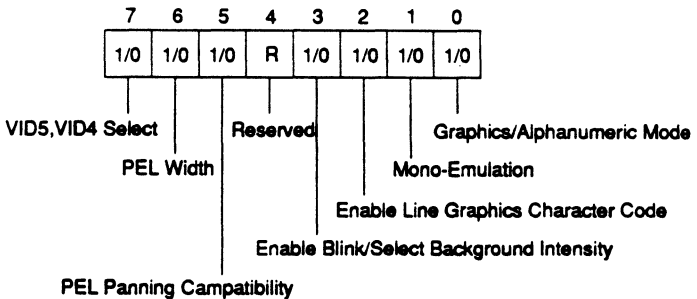 7 6 5 4 3 2 1 0
1/0 1/0 1/0 R 1/0 1/0 1/0 1/0
VID5,VID4 Select Reserved Graphics/Alphanumeric Mode
PEL Width Mono-Emulation
Enable Line Graphics Character Code
Enable Blink/Select Background Intensity
PEL Panning Campatibility